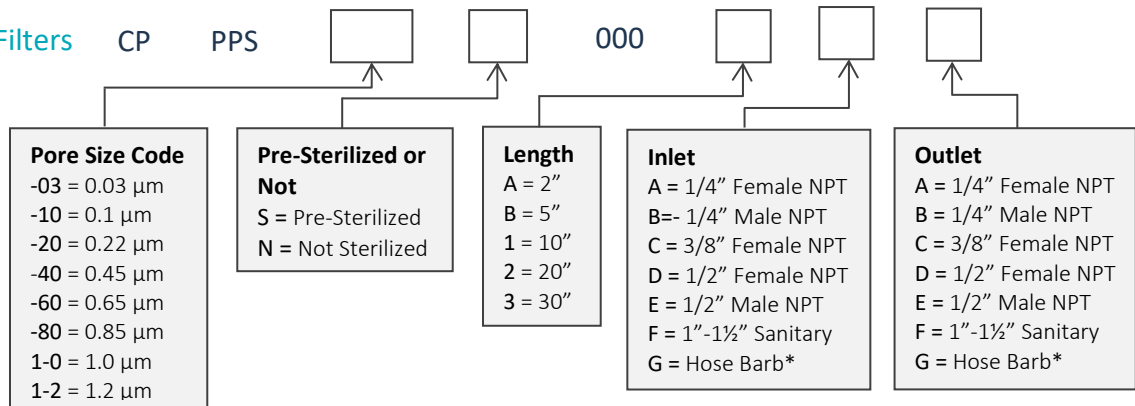 Filters CP PPS 000
Pore Size Code
-03 = 0.03 µm
-10 = 0.1 µm
-20 = 0.22 µm
-40 = 0.45 µm
-60 = 0.65 µm
-80 = 0.85 µm
1-0 = 1.0 µm
1-2 = 1.2 µm
Pre-Sterilized or
Not
S = Pre-Sterilized
N = Not Sterilized
Length
A = 2”
B = 5”
1 = 10”
2 = 20”
3 = 30”
Inlet
A = 1/4” Female NPT
B=- 1/4” Male NPT
C = 3/8” Female NPT
D = 1/2” Female NPT
E = 1/2” Male NPT
F = 1”-1½” Sanitary
G = Hose Barb*
Outlet
A = 1/4” Female NPT
B = 1/4” Male NPT
C = 3/8” Female NPT
D = 1/2” Female NPT
E = 1/2” Male NPT
F = 1”-1½” Sanitary
G = Hose Barb*